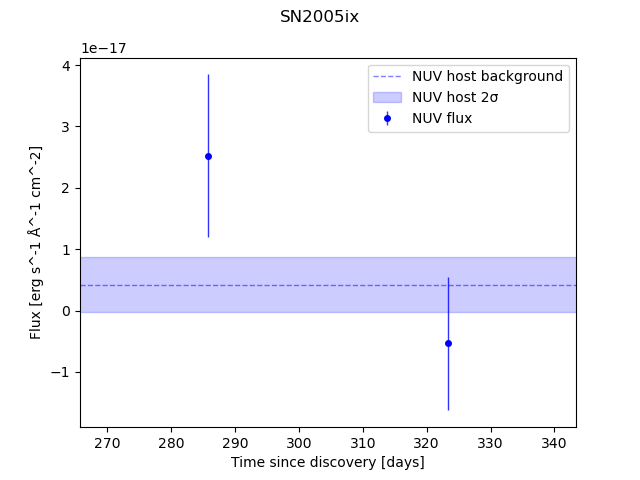 SN2005ix
1e−17
NUV host background
NUV host 2σ
NUV flux
4
3
2
1
0
−1
Flux [erg s^-1 Å^-1 cm^-2]
270 280 290 300 310 320 330 340
Time since discovery [days]